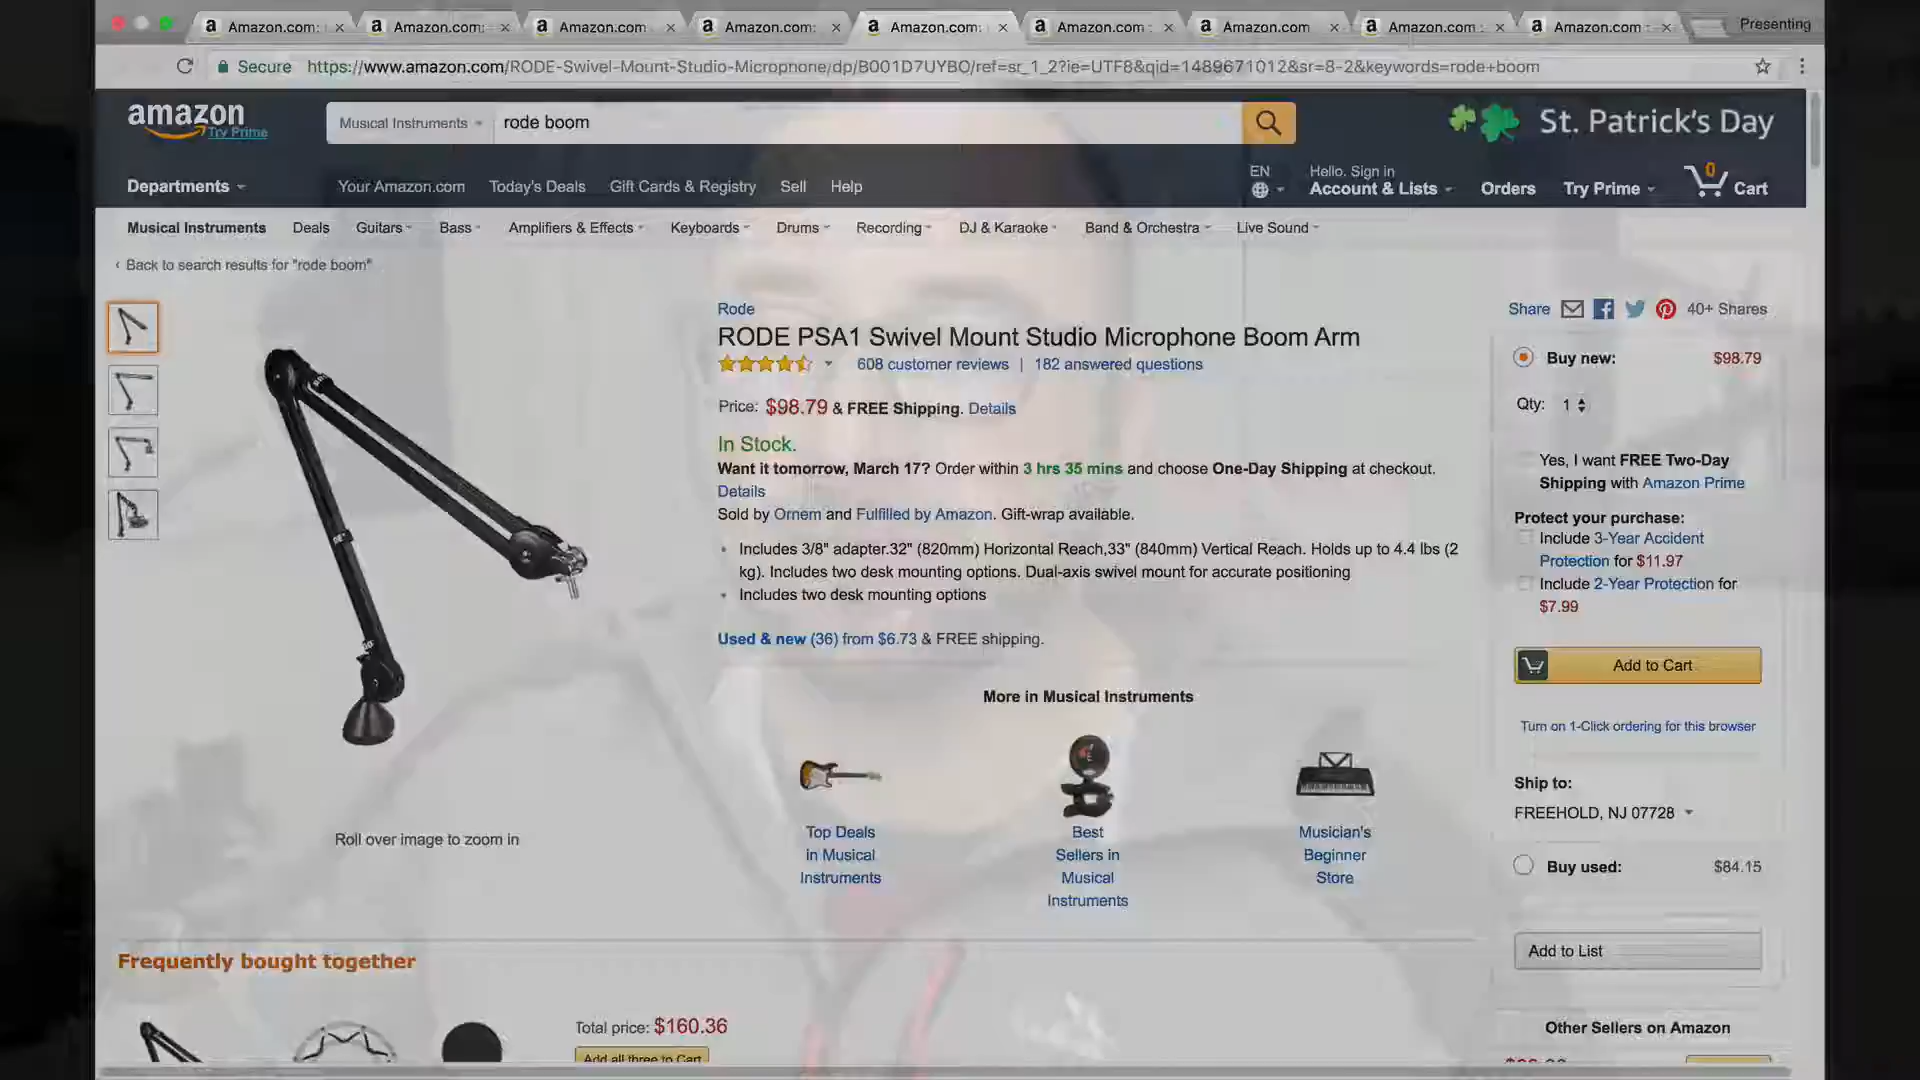 Amazon.com: Amazon.com: Amazon.com Amazon.com: Amazon.com: Amazon.com : Amazon.com Amazon.com : Amazon.com : Presenting
Secure https://www.amazon.com/RODE-Swivel-Mount-Studio-Microphone/dp/B001D7UYBO/ref=sr_1_2?ie=UTF8&qid=1489671012&sr=8-2&keywords=rode+boom
amazon
Try Prime
Musical Instruments rode boom
St. Patrick's Day
Departments Your Amazon.com Today's Deals Gift Cards & Registry Sell Help
EN
Hello. Sign in
Account & Lists Orders Try Prime 0 Cart
Musical Instruments Deals Guitars Bass Amplifiers & Effects Keyboards Drums Recording DJ & Karaoke Band & Orchestra Live Sound
‹ Back to search results for "rode boom"
Rode
RODE PSA1 Swivel Mount Studio Microphone Boom Arm
608 customer reviews | 182 answered questions
Price: $98.79 & FREE Shipping. Details
In Stock.
Want it tomorrow, March 17? Order within 3 hrs 35 mins and choose One-Day Shipping at checkout.
Details
Sold by Ornem and Fulfilled by Amazon. Gift-wrap available.
Includes 3/8" adapter.32" (820mm) Horizontal Reach,33" (840mm) Vertical Reach. Holds up to 4.4 lbs (2
kg). Includes two desk mounting options. Dual-axis swivel mount for accurate positioning
Includes two desk mounting options
Used & new (36) from $6.73 & FREE shipping.
More in Musical Instruments
Top Deals
in Musical
Instruments
Best
Sellers in
Musical
Instruments
Musician's
Beginner
Store
Roll over image to zoom in
Share 40+ Shares
Buy new: $98.79
Qty: 1
Yes, I want FREE Two-Day
Shipping with Amazon Prime
Protect your purchase:
Include 3-Year Accident
Protection for $11.97
Include 2-Year Protection for
$7.99
Add to Cart
Turn on 1-Click ordering for this browser
Ship to:
FREEHOLD, NJ 07728
Buy used: $84.15
Add to List
Other Sellers on Amazon
Frequently bought together
Total price: $160.36
Add all three to Cart